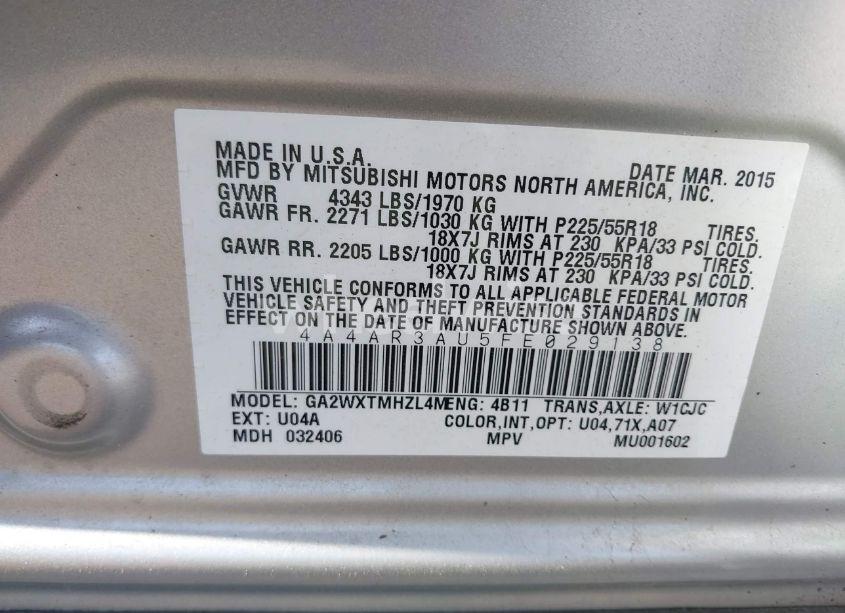 MADE IN U.S.A. DATE MAR. 2015
MFD BY MITSUBISHI MOTORS NORTH AMERICA, INC.
GVWR 4343 LBS/1970 KG
GAWR FR. 2271 LBS/1030 KG WITH P225/55R18 TIRES.
18X7J RIMS AT 230 KPA/33 PSI COLD.
GAWR RR. 2205 LBS/1000 KG WITH P225/55R18 TIRES.
18X7J RIMS AT 230 KPA/33 PSI COLD.
THIS VEHICLE CONFORMS TO ALL APPLICABLE FEDERAL MOTOR
VEHICLE SAFETY AND THEFT PREVENTION STANDARDS IN
EFFECT ON THE DATE OF MANUFACTURE SHOWN ABOVE.
4A4AR3AU5FE029138
MODEL: GA2WXTMHZL4M ENG: 4B11 TRANS,AXLE: W1CJC
EXT: U04A COLOR,INT,OPT: U04,71X,A07
MDH 032406 MPV MU001602